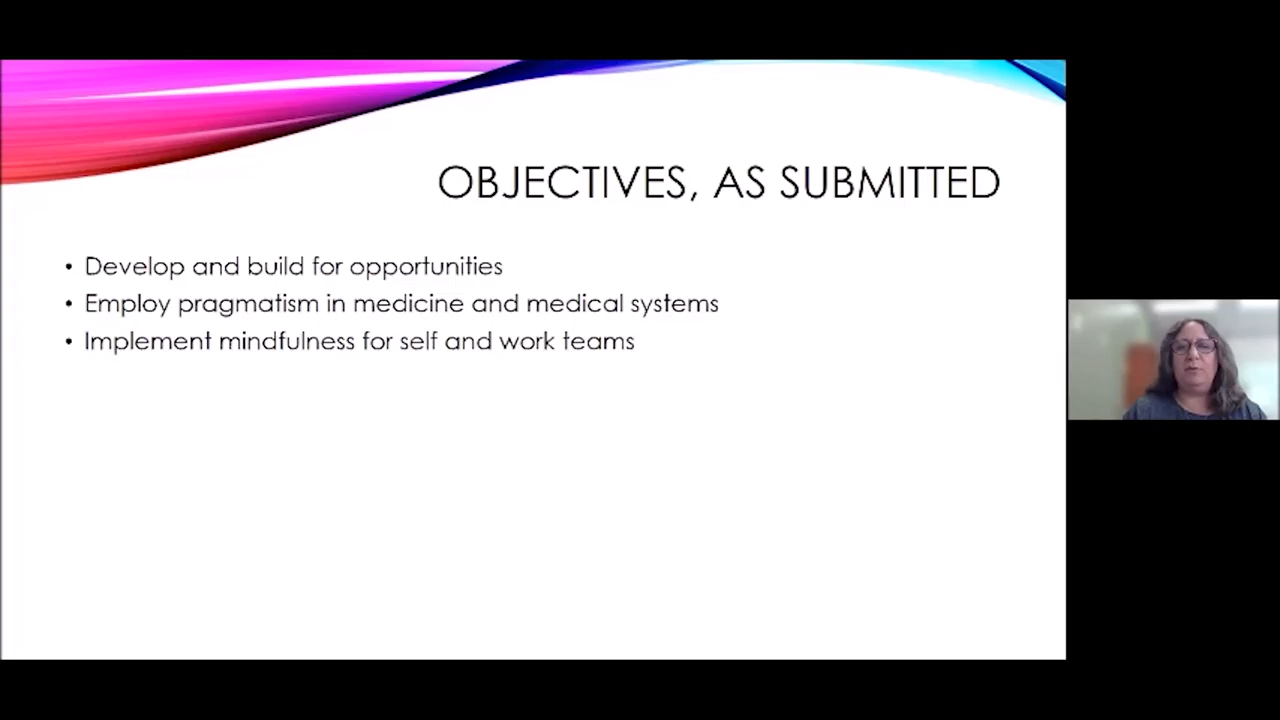 OBJECTIVES, AS SUBMITTED
• Develop and build for opportunities
• Employ pragmatism in medicine and medical systems
• Implement mindfulness for self and work teams